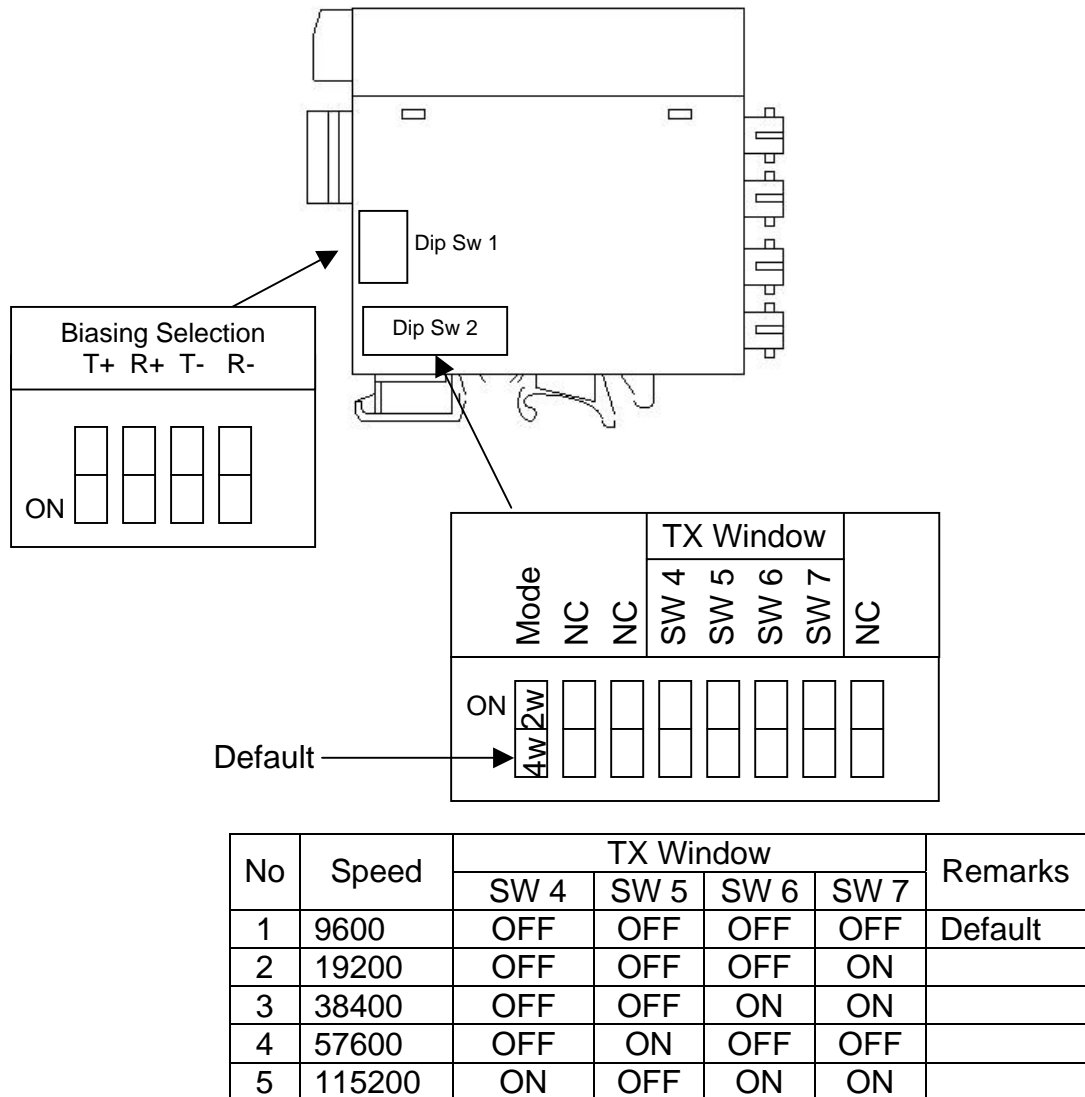 Dip Sw 1
Dip Sw 2
Biasing Selection
T+ R+ T- R-
ON
TX Window
Mode
NC
NC
SW 4
SW 5
SW 6
SW 7
NC
ON
2w
4w
Default
No Speed TX Window Remarks
SW 4 SW 5 SW 6 SW 7
1 9600 OFF OFF OFF OFF Default
2 19200 OFF OFF OFF ON
3 38400 OFF OFF ON ON
4 57600 OFF ON OFF OFF
5 115200 ON OFF ON ON